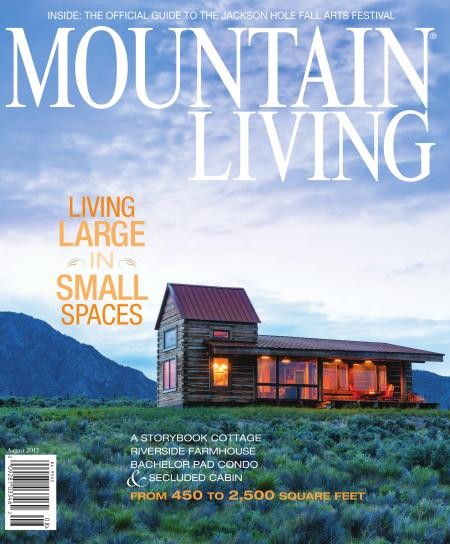 INSIDE: THE OFFICIAL GUIDE TO THE JACKSON HOLE FALL ARTS FESTIVAL
MOUNTAIN®
LIVING
LIVING
LARGE
IN
SMALL
SPACES
A STORYBOOK COTTAGE
RIVERSIDE FARMHOUSE
BACHELOR PAD CONDO
& SECLUDED CABIN
FROM 450 TO 2,500 SQUARE FEET
August 2012